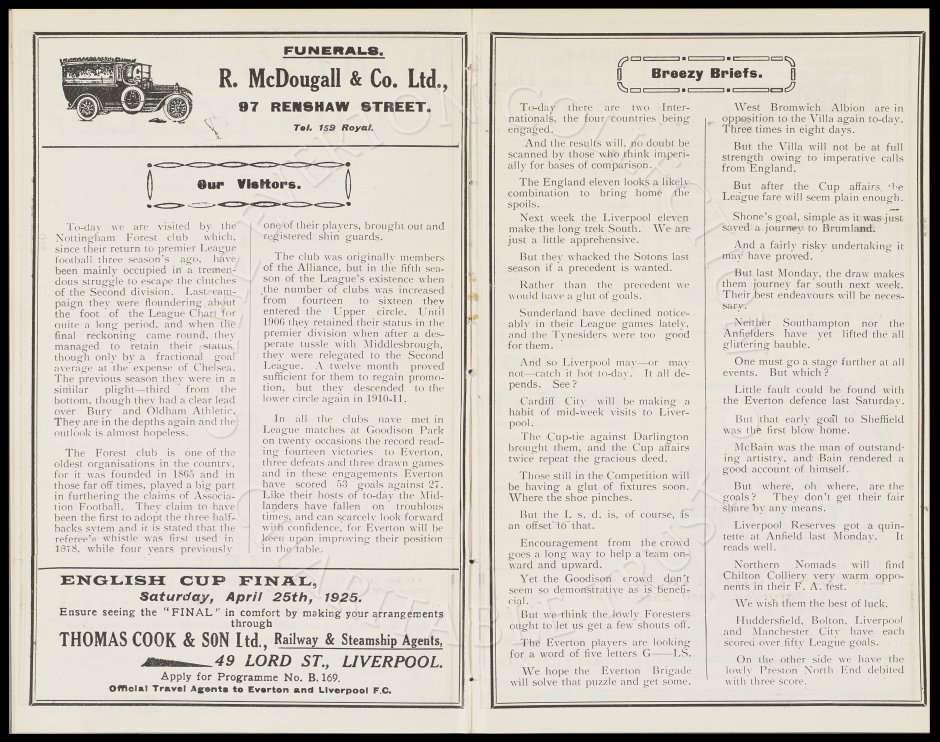 FUNERALS.
R. McDougall & Co. Ltd.,
97 RENSHAW STREET.
Tel. 159 Royal.
Our Visitors.
To-day we are visited by the
Nottingham Forest club which,
since their return to premier League
football three season's ago, have
been mainly occupied in a tremen-
dous struggle to escape the clutches
of the Second division. Last cam-
paign they were floundering about
the foot of the League Chart for
quite a long period, and when the
final reckoning came round, they
managed to retain their status,
though only by a fractional goal
average at the expense of Chelsea.
The previous season they were in a
similar plight—third from the
bottom, though they had a clear lead
over Bury and Oldham Athletic.
They are in the depths again and the
outlook is almost hopeless.
The Forest club is one of the
oldest organisations in the country,
for it was founded in 1865 and in
those far off times, played a big part
in furthering the claims of Associa-
tion Football. They claim to have
been the first to adopt the three half-
backs sytem and it is stated that the
referee's whistle was first used in
1878, while four years previously
one of their players, brought out and
registered shin guards.
The club was originally members
of the Alliance, but in the fifth sea-
son of the League's existence when
the number of clubs was increased
from fourteen to sixteen they
entered the Upper circle. Until
1906 they retained their status in the
premier division when after a des-
perate tussle with Middlesbrough,
they were relegated to the Second
League. A twelve month proved
sufficient for them to regain promo-
tion, but they descended to the
lower circle again in 1910-11.
In all the clubs have met in
League matches at Goodison Park
on twenty occasions the record read-
ing fourteen victories to Everton,
three defeats and three drawn games
and in these engagements Everton
have scored 53 goals against 27.
Like their hosts of to-day the Mid-
landers have fallen on troublous
times, and can scarcely look forward
with confidence, for Everton will be
keen upon improving their position
in the table.
ENGLISH CUP FINAL,
Saturday, April 25th, 1925.
Ensure seeing the "FINAL" in comfort by making your arrangements
through
THOMAS COOK & SON Ltd., Railway & Steamship Agents,
49 LORD ST., LIVERPOOL.
Apply for Programme No. B.169.
Official Travel Agents to Everton and Liverpool F.C.
Breezy Briefs.
To-day there are two Inter-
nationals, the four countries being
engaged.
And the results will, no doubt be
scanned by those who think imperi-
ally for bases of comparison.
The England eleven looks a likely
combination to bring home the
spoils.
Next week the Liverpool eleven
make the long trek South. We are
just a little apprehensive.
But they whacked the Sotons last
season if a precedent is wanted.
Rather than the precedent we
would have a glut of goals.
Sunderland have declined notice-
ably in their League games lately,
and the Tynesiders were too good
for them.
And so Liverpool may—or may
not—catch it hot to-day. It all de-
pends. See?
Cardiff City will be making a
habit of mid-week visits to Liver-
pool.
The Cup-tie against Darlington
brought them, and the Cup affairs
twice repeat the gracious deed.
Those still in the Competition will
be having a glut of fixtures soon.
Where the shoe pinches.
But the L s. d. is, of course, is
an offset to that.
Encouragement from the crowd
goes a long way to help a team on-
ward and upward.
Yet the Goodison crowd don't
seem so demonstrative as is benefi-
cial.
But we think the lowly Foresters
ought to let us get a few shouts off.
The Everton players are looking
for a word of five letters G——LS.
We hope the Everton Brigade
will solve that puzzle and get some.
West Bromwich Albion are in
opposition to the Villa again to-day.
Three times in eight days.
But the Villa will not be at full
strength owing to imperative calls
from England.
But after the Cup affairs the
League fare will seem plain enough.
Shone's goal, simple as it was just
saved a journey to Brumland.
And a fairly risky undertaking it
may have proved.
But last Monday, the draw makes
them journey far south next week.
Their best endeavours will be neces-
sary.
Neither Southampton nor the
Anfielders have yet lifted the all
glittering bauble.
One must go a stage further at all
events. But which?
Little fault could be found with
the Everton defence last Saturday.
But that early goal to Sheffield
was the first blow home.
McBain was the man of outstand-
ing artistry, and Bain rendered a
good account of himself.
But where, oh where, are the
goals? They don't get their fair
share by any means.
Liverpool Reserves got a quin-
tette at Anfield last Monday. It
reads well.
Northern Nomads will find
Chilton Colliery very warm oppo-
nents in their F. A. fest.
We wish them the best of luck.
Huddersfield, Bolton, Liverpool
and Manchester City have each
scored over fifty League goals.
On the other side we have the
lowly Preston North End debited
with three score.